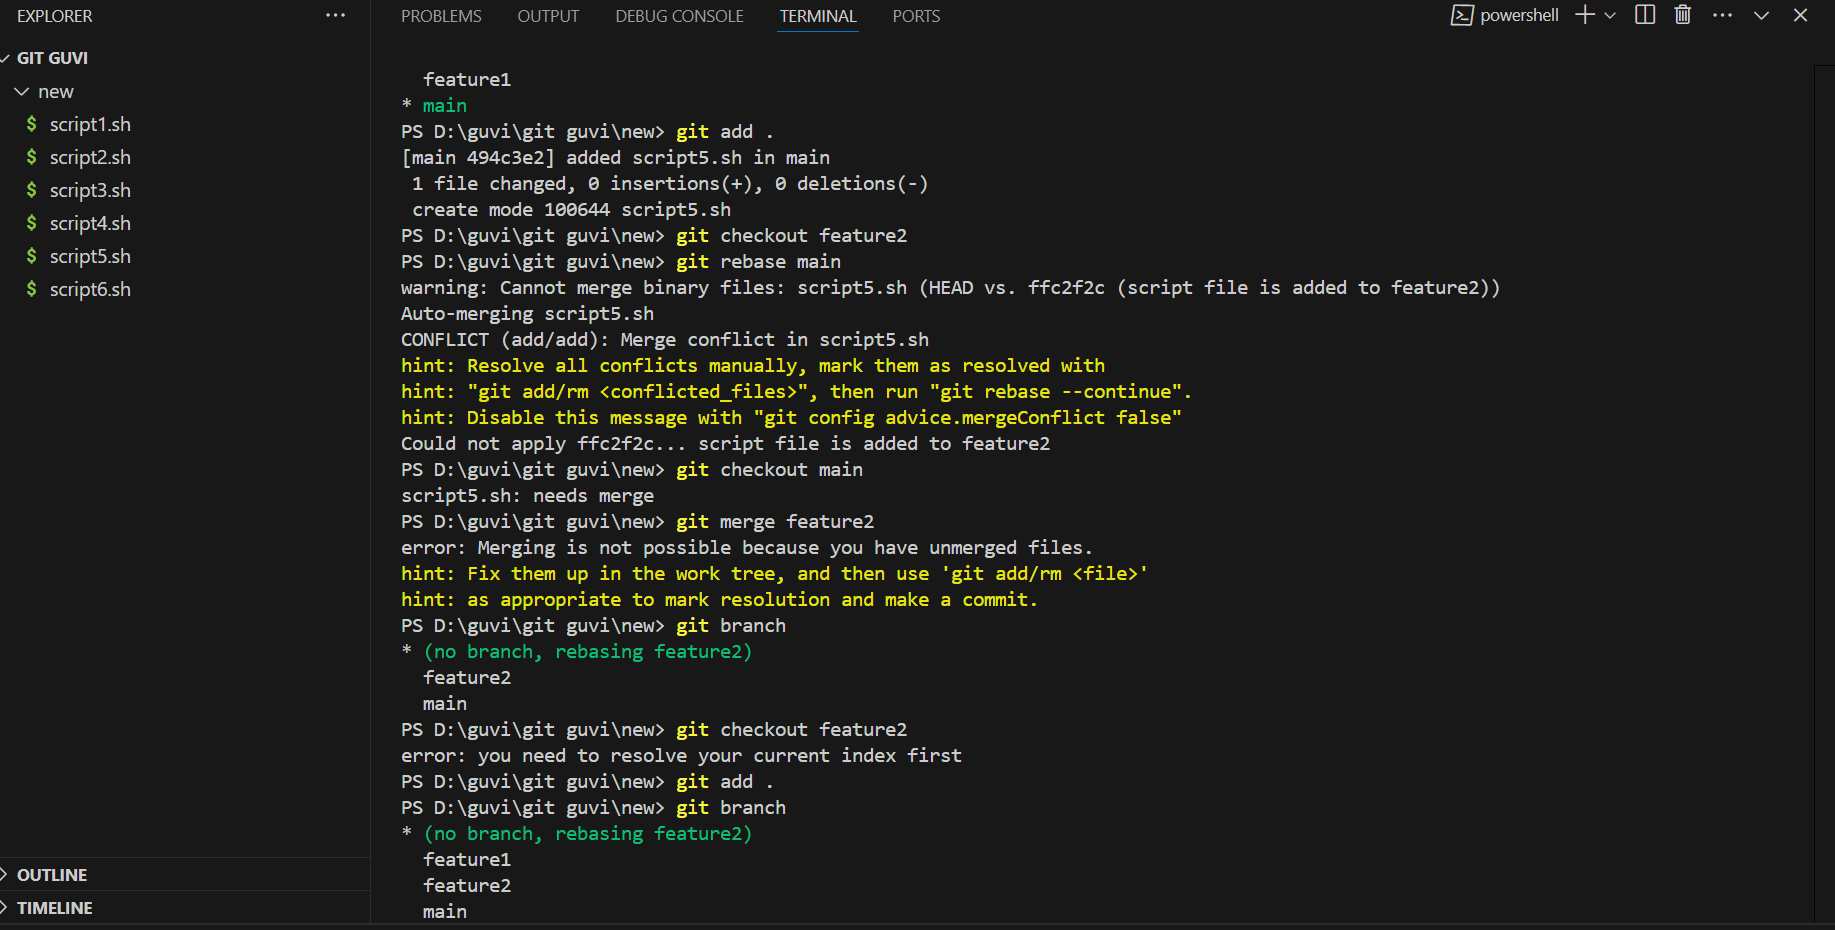 EXPLORER
GIT GUVI
new
$ script1.sh
$ script2.sh
$ script3.sh
$ script4.sh
$ script5.sh
$ script6.sh
OUTLINE
TIMELINE
PROBLEMS OUTPUT DEBUG CONSOLE TERMINAL PORTS
powershell
  feature1
* main
PS D:\guvi\git guvi\new> git add .
[main 494c3e2] added script5.sh in main
 1 file changed, 0 insertions(+), 0 deletions(-)
 create mode 100644 script5.sh
PS D:\guvi\git guvi\new> git checkout feature2
PS D:\guvi\git guvi\new> git rebase main
warning: Cannot merge binary files: script5.sh (HEAD vs. ffc2f2c (script file is added to feature2))
Auto-merging script5.sh
CONFLICT (add/add): Merge conflict in script5.sh
hint: Resolve all conflicts manually, mark them as resolved with
hint: "git add/rm <conflicted_files>", then run "git rebase --continue".
hint: Disable this message with "git config advice.mergeConflict false"
Could not apply ffc2f2c... script file is added to feature2
PS D:\guvi\git guvi\new> git checkout main
script5.sh: needs merge
PS D:\guvi\git guvi\new> git merge feature2
error: Merging is not possible because you have unmerged files.
hint: Fix them up in the work tree, and then use 'git add/rm <file>'
hint: as appropriate to mark resolution and make a commit.
PS D:\guvi\git guvi\new> git branch
* (no branch, rebasing feature2)
  feature2
  main
PS D:\guvi\git guvi\new> git checkout feature2
error: you need to resolve your current index first
PS D:\guvi\git guvi\new> git add .
PS D:\guvi\git guvi\new> git branch
* (no branch, rebasing feature2)
  feature1
  feature2
  main